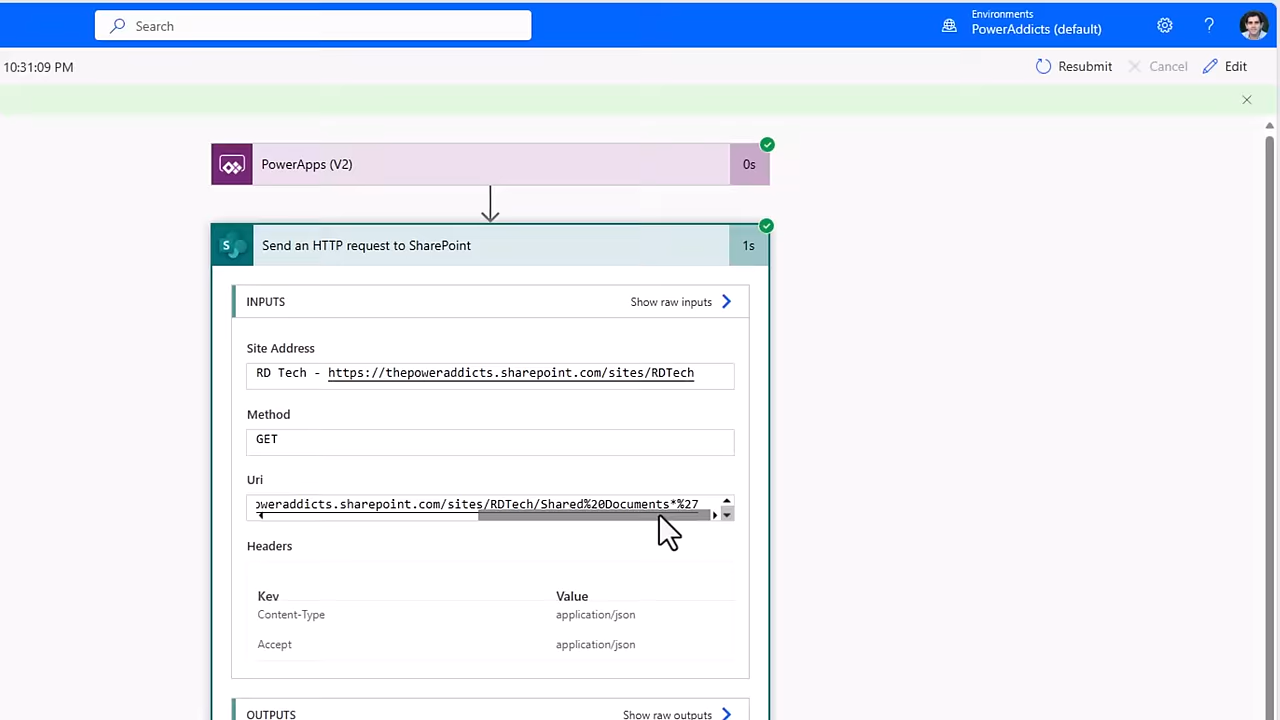 Search
Environments
PowerAddicts (default)
?
10:31:09 PM
Resubmit
Cancel
Edit
PowerApps (V2)
0s
S
Send an HTTP request to SharePoint
1s
INPUTS
Show raw inputs
Site Address
RD Tech - https://thepoweraddicts.sharepoint.com/sites/RDTech
Method
GET
Uri
oweraddicts.sharepoint.com/sites/RDTech/Shared%20Documents*%27
Headers
Key Value
Content-Type application/json
Accept application/json
OUTPUTS
Show raw outputs